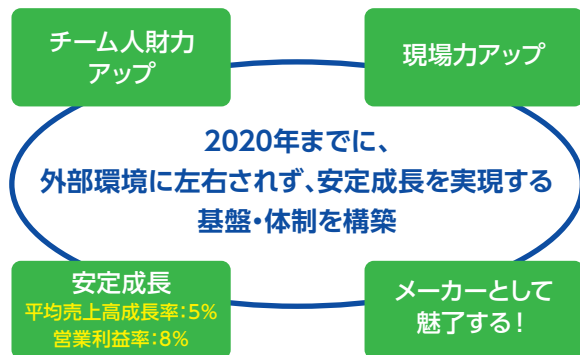 チーム人財力
アップ
現場力アップ
2020年までに、
外部環境に左右されず、安定成長を実現する
基盤・体制を構築
安定成長
平均売上高成長率：5%
営業利益率：8%
メーカーとして
魅了する！